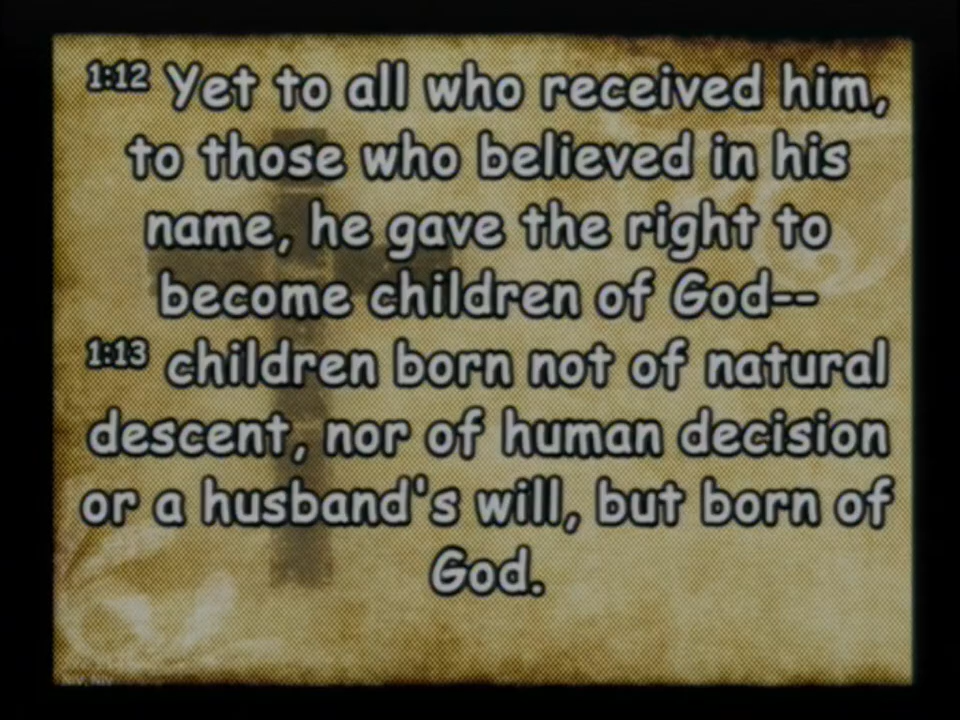 1:12 Yet to all who received him,
to those who believed in his
name, he gave the right to
become children of God--
1:13 children born not of natural
descent, nor of human decision
or a husband's will, but born of
God.
NIV, NIV